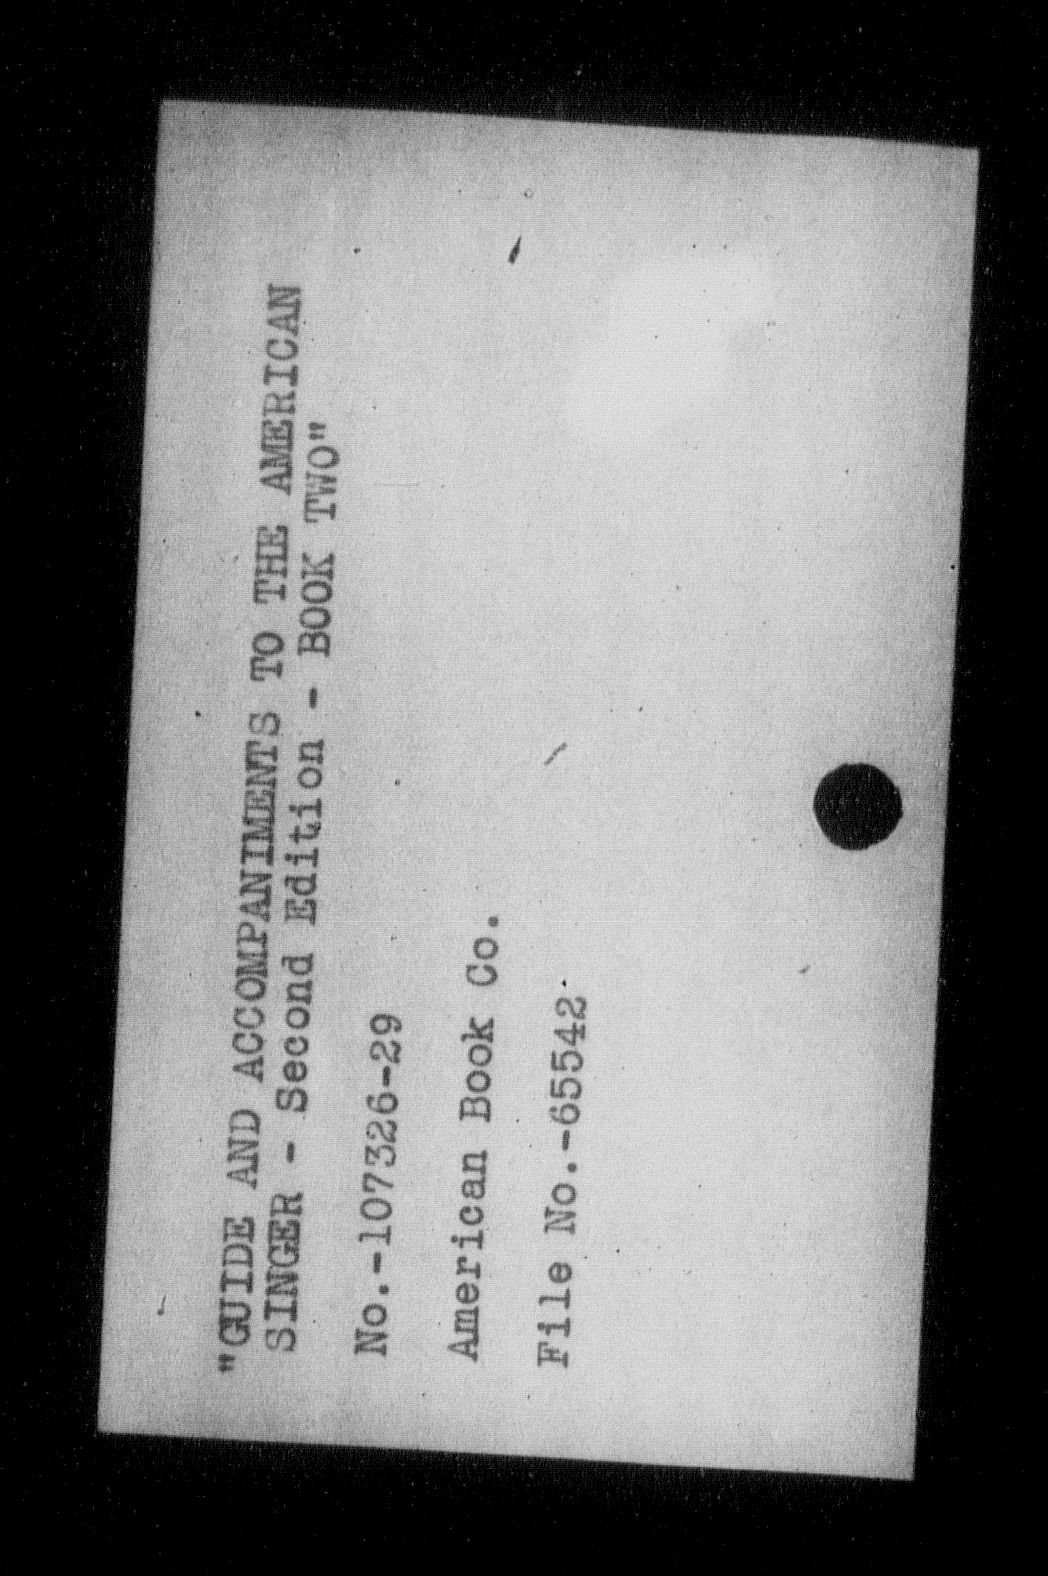 "GUIDE AND ACCOMPANIMENTS TO THE AMERICAN
SINGER - Second Edition - BOOK TWO"
No.-107326-29
American Book Co.
File No.-65542